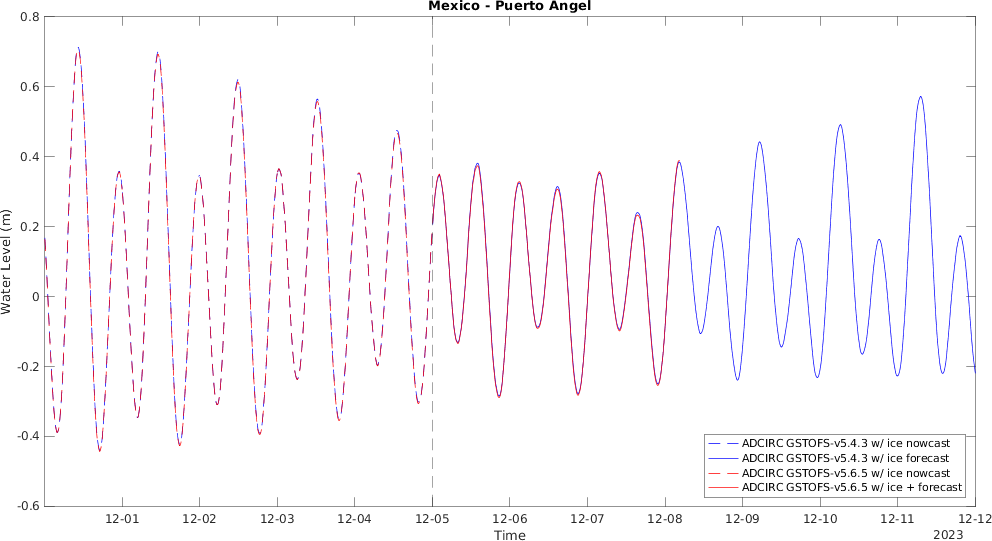 Mexico - Puerto Angel
0.8
0.6
0.4
0.2
0
-0.2
-0.4
-0.6
Water Level (m)
ADCIRC GSTOFS-v5.4.3 w/ ice nowcast
ADCIRC GSTOFS-v5.4.3 w/ ice forecast
ADCIRC GSTOFS-v5.6.5 w/ ice nowcast
ADCIRC GSTOFS-v5.6.5 w/ ice + forecast
12-01 12-02 12-03 12-04 12-05 12-06 12-07 12-08 12-09 12-10 12-11 12-12
Time
2023